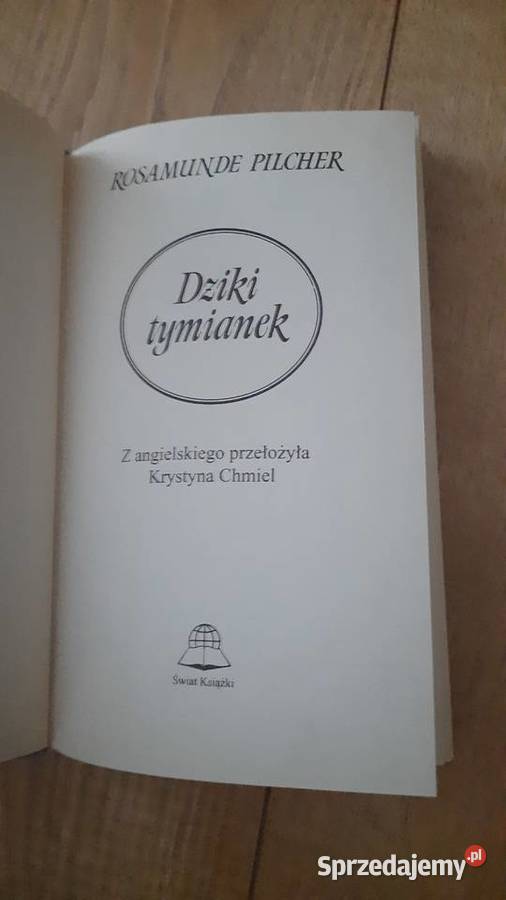 ROSAMUNDE PILCHER
Dziki
tymianek
Z angielskiego przełożyła
Krystyna Chmiel
Świat Książki
Sprzedajemy.pl